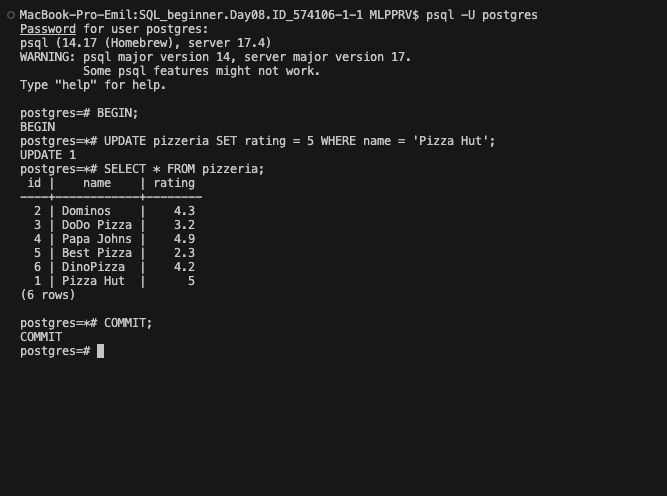 MacBook-Pro-Emil:SQL_beginner.Day08.ID_574106-1-1 MLPPRV$ psql -U postgres
Password for user postgres:
psql (14.17 (Homebrew), server 17.4)
WARNING: psql major version 14, server major version 17.
         Some psql features might not work.
Type "help" for help.

postgres=# BEGIN;
BEGIN
postgres=*# UPDATE pizzeria SET rating = 5 WHERE name = 'Pizza Hut';
UPDATE 1
postgres=*# SELECT * FROM pizzeria;
 id |    name    | rating
----+------------+--------
  2 | Dominos    |    4.3
  3 | DoDo Pizza |    3.2
  4 | Papa Johns |    4.9
  5 | Best Pizza |    2.3
  6 | DinoPizza  |    4.2
  1 | Pizza Hut  |      5
(6 rows)

postgres=*# COMMIT;
COMMIT
postgres=#